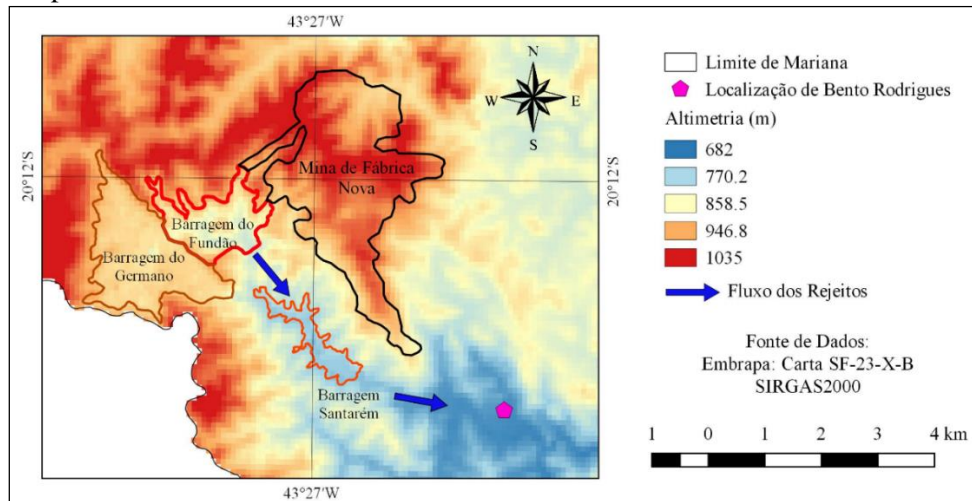 43°27'W
20°12'S
N
W E
S
Mina de Fábrica
Nova
Barragem do
Fundão
Barragem do
Germano
Barragem
Santarém
20°12'S
43°27'W
Limite de Mariana
Localização de Bento Rodrigues
Altimetria (m)
682
770.2
858.5
946.8
1035
Fluxo dos Rejeitos
Fonte de Dados:
Embrapa: Carta SF-23-X-B
SIRGAS2000
1 0 1 2 3 4 km